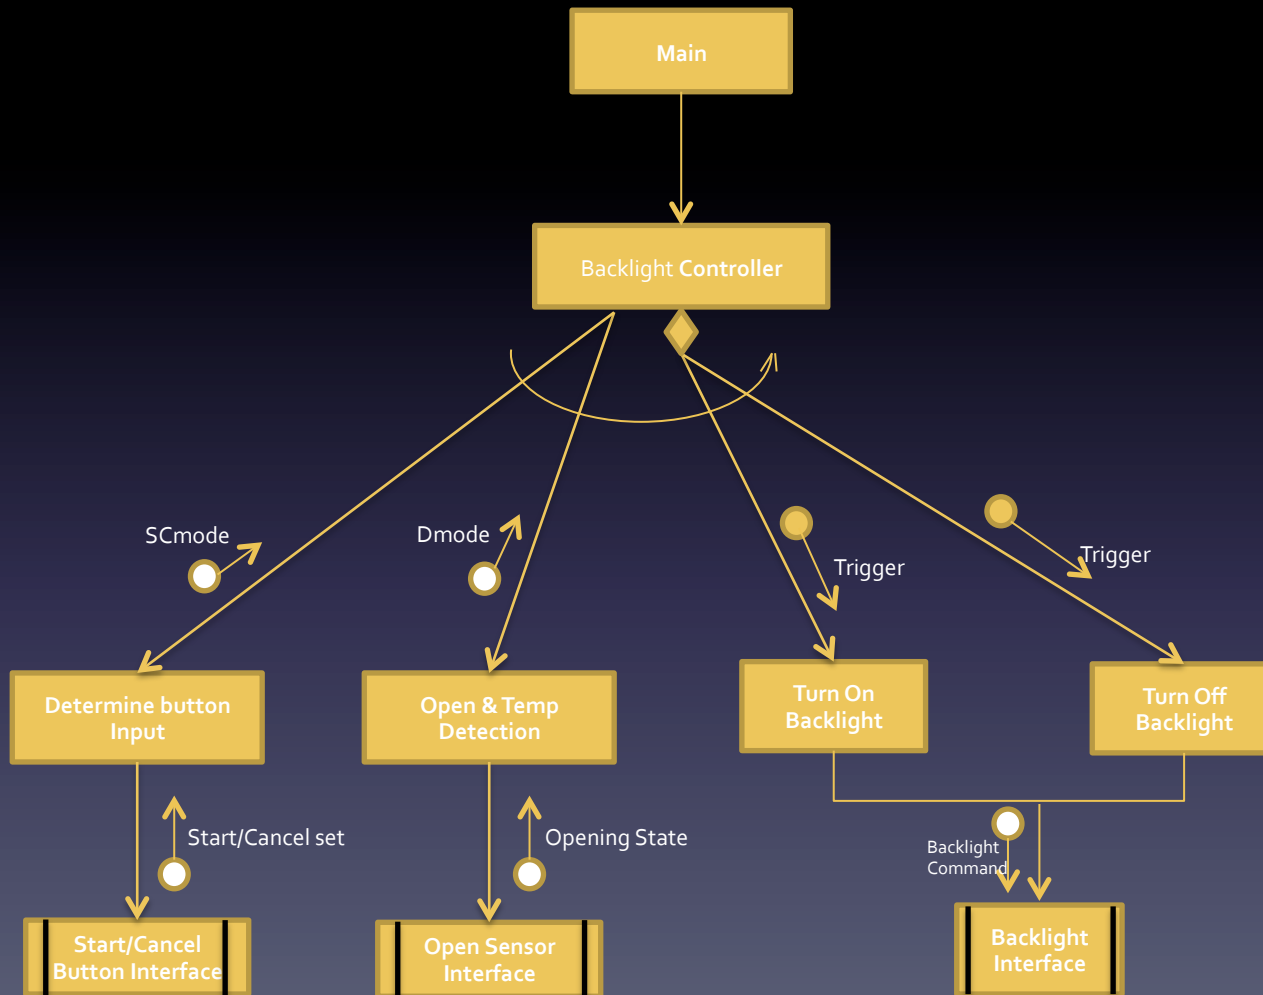 Main
Backlight Controller
SCmode
Dmode
Trigger
Trigger
Determine button
Input
Open & Temp
Detection
Turn On
Backlight
Turn Off
Backlight
Start/Cancel set
Opening State
Backlight
Command
Start/Cancel
Button Interface
Open Sensor
Interface
Backlight
Interface